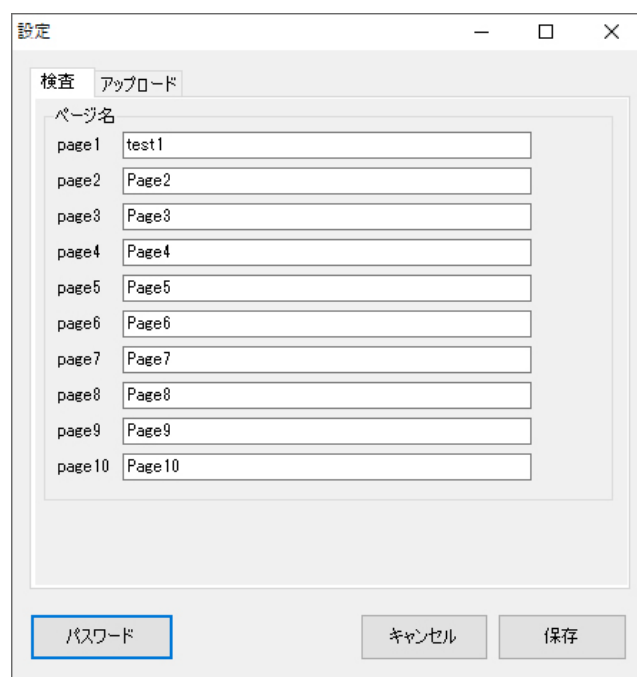 設定
検査 アップロード
ページ名
page1 test1
page2 Page2
page3 Page3
page4 Page4
page5 Page5
page6 Page6
page7 Page7
page8 Page8
page9 Page9
page10 Page10
パスワード キャンセル 保存